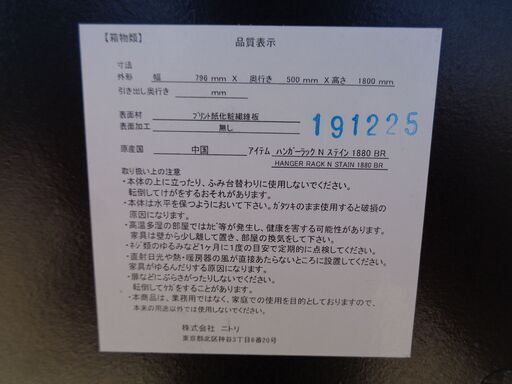 【箱物類】
品質表示
寸法
外形 幅 796 mm X 奥行き 500 mm X 高さ 1800 mm
引き出し奥行き mm
表面材 プリント紙化粧繊維板
表面加工 無し
191225
原産国 中国 アイテム ハンガーラック N ステイン 1880 BR
HANGER RACK N STAIN 1880 BR
取り扱い上の注意
・本体の上に立ったり、ふみ台替わりに使用しないでください。
転倒してけがをするおそれがあります。
・本体は水平を保つようにおいて下さい。ガタツキのまま使用すると破損の
原因になります。
・高温多湿の部屋ではカビ等が発生し、健康を害する可能性があります。
家具は壁から少し離して置き、部屋の換気をして下さい。
・ネジ類のゆるみなど1ヶ月に1度の目安で定期的に点検してください。
・直射日光や熱・暖房器の風が直接あたらないところに設置してください。
家具がゆるんだりする原因になります。
・扉などにぶらさがったりしないでください。
転倒してケガをすることがあります。
・本商品は、業務用ではなく、家庭での使用を目的としておりますので、
本来の用途以外では使用しないでください。
株式会社 ニトリ
東京都北区神谷3丁目6番20号